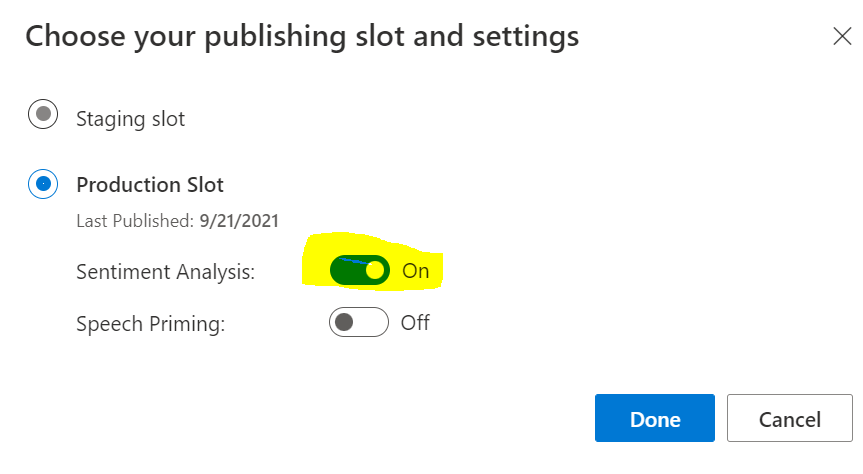 Choose your publishing slot and settings
Staging slot
Production Slot
Last Published: 9/21/2021
Sentiment Analysis: On
Speech Priming: Off
Done Cancel